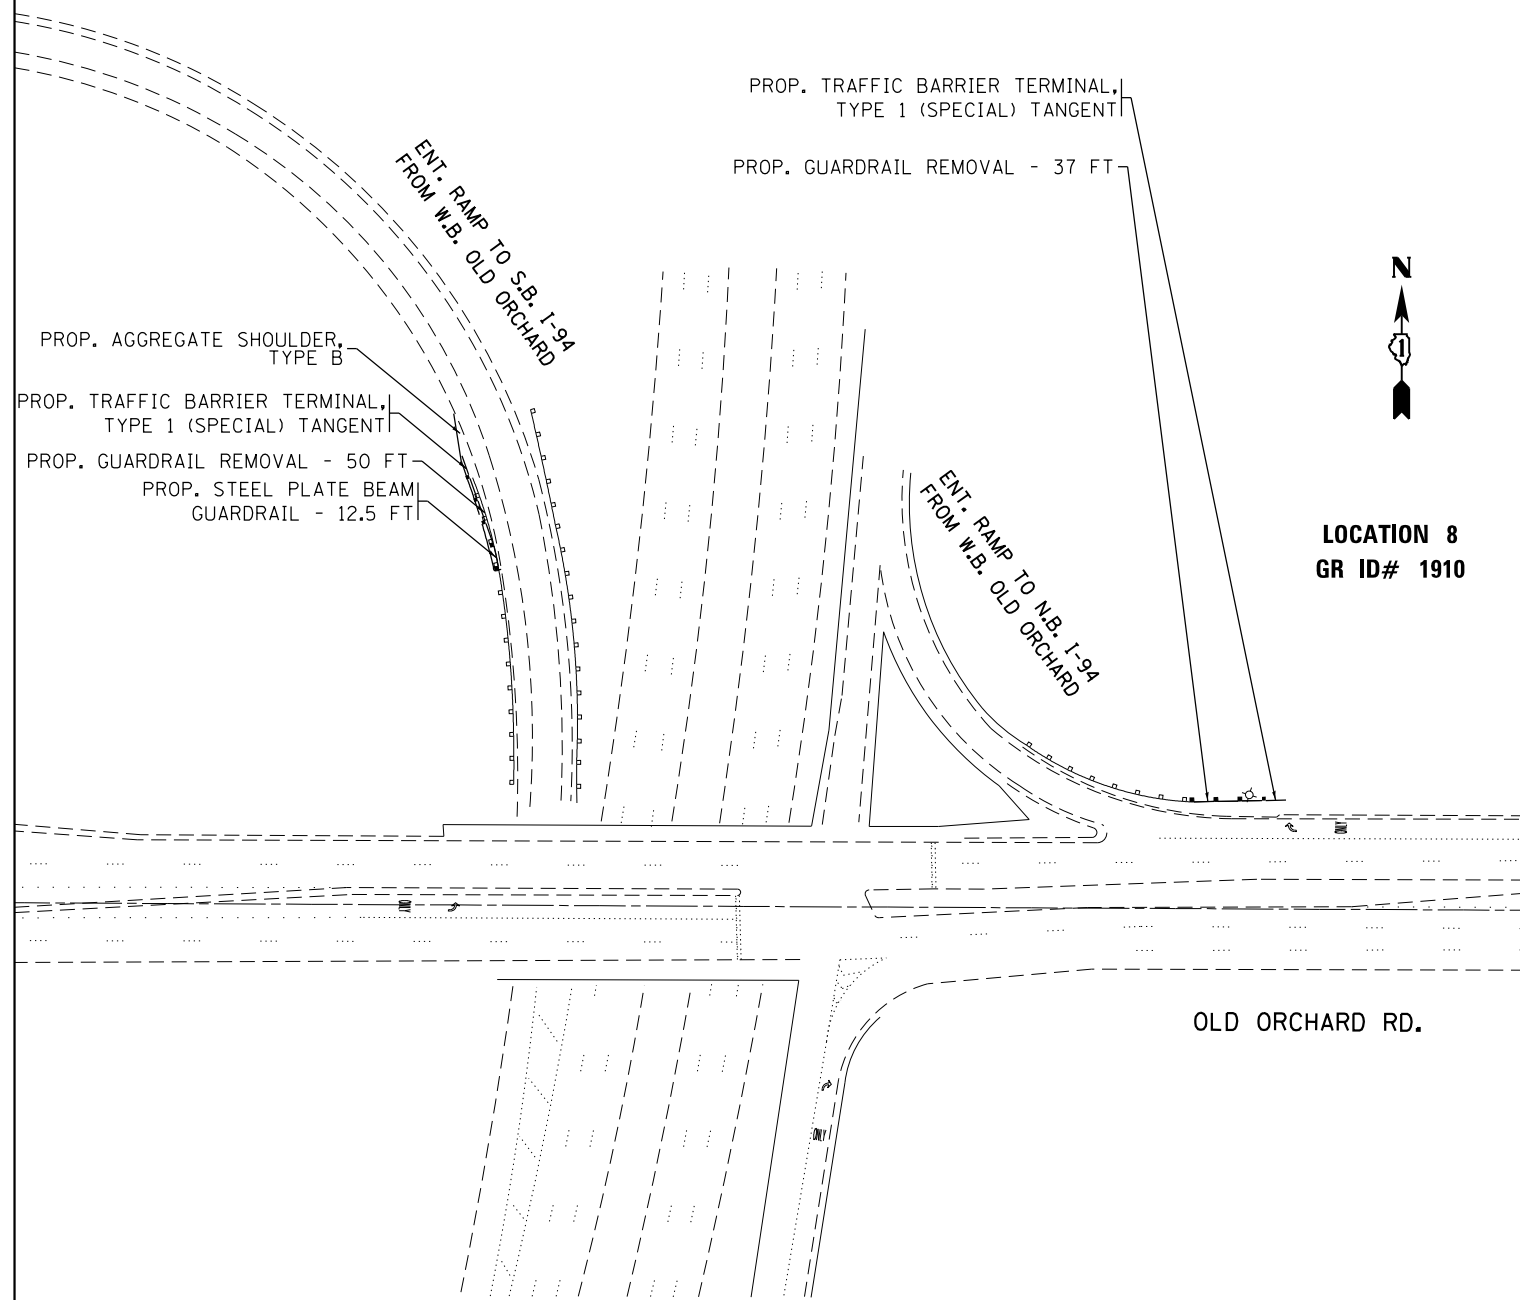 PROP. TRAFFIC BARRIER TERMINAL,
TYPE 1 (SPECIAL) TANGENT
PROP. GUARDRAIL REMOVAL - 37 FT
ENT. RAMP TO S.B. I-94
FROM W.B. OLD ORCHARD
N
1
PROP. AGGREGATE SHOULDER,
TYPE B
PROP. TRAFFIC BARRIER TERMINAL,
TYPE 1 (SPECIAL) TANGENT
PROP. GUARDRAIL REMOVAL - 50 FT
PROP. STEEL PLATE BEAM
GUARDRAIL - 12.5 FT
ENT. RAMP TO N.B. I-94
FROM W.B. OLD ORCHARD
LOCATION 8
GR ID# 1910
ONLY
ONLY
OLD ORCHARD RD.
ONLY